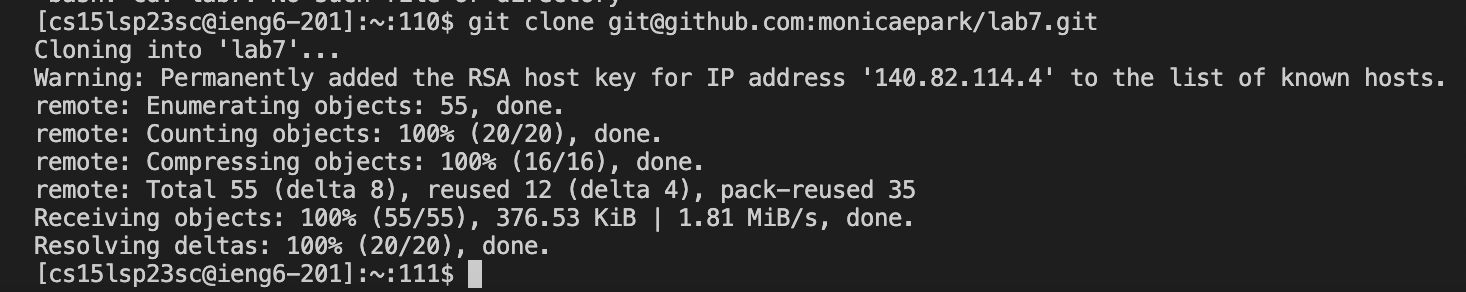 [cs15lsp23sc@ieng6-201]:~:110$ git clone git@github.com:monicaepark/lab7.git
Cloning into 'lab7'...
Warning: Permanently added the RSA host key for IP address '140.82.114.4' to the list of known hosts.
remote: Enumerating objects: 55, done.
remote: Counting objects: 100% (20/20), done.
remote: Compressing objects: 100% (16/16), done.
remote: Total 55 (delta 8), reused 12 (delta 4), pack-reused 35
Receiving objects: 100% (55/55), 376.53 KiB | 1.81 MiB/s, done.
Resolving deltas: 100% (20/20), done.
[cs15lsp23sc@ieng6-201]:~:111$